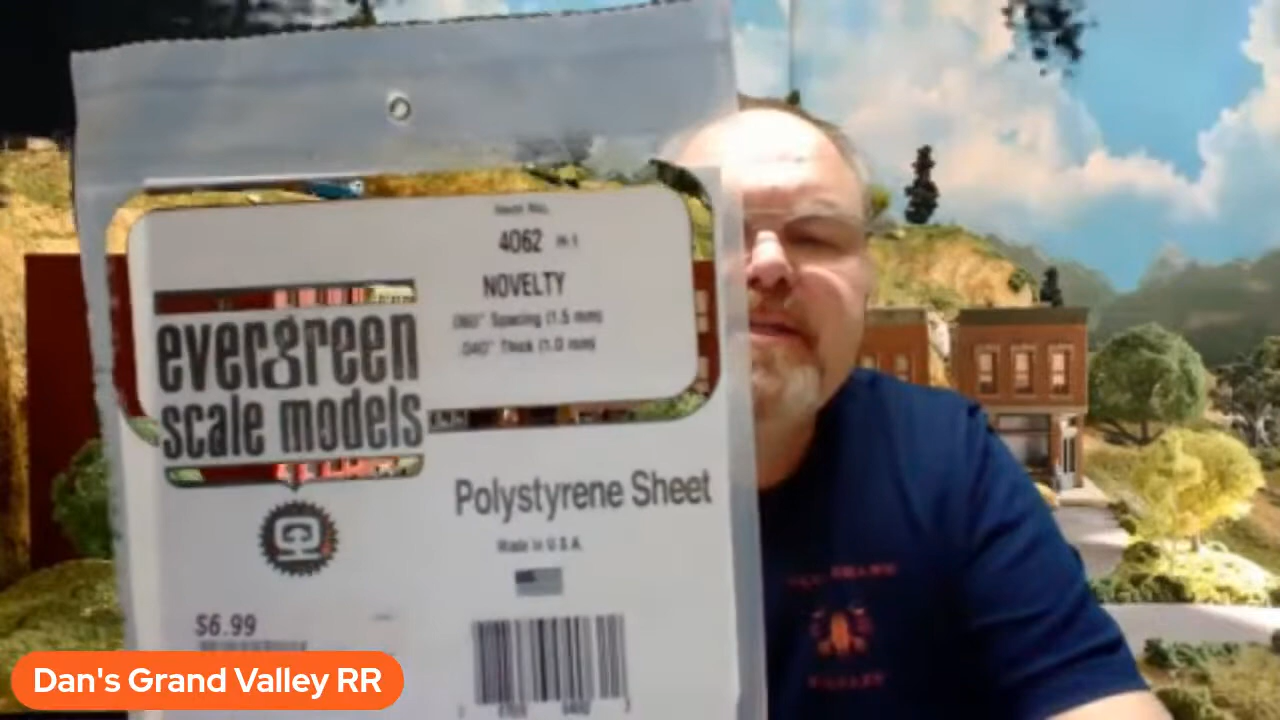 4062
NOVELTY
.060" Spacing (1.5 mm)
.040" Thick (1.0 mm)
evergreen
scale models
Polystyrene Sheet
Made in U.S.A.
$6.99
Dan's Grand Valley RR